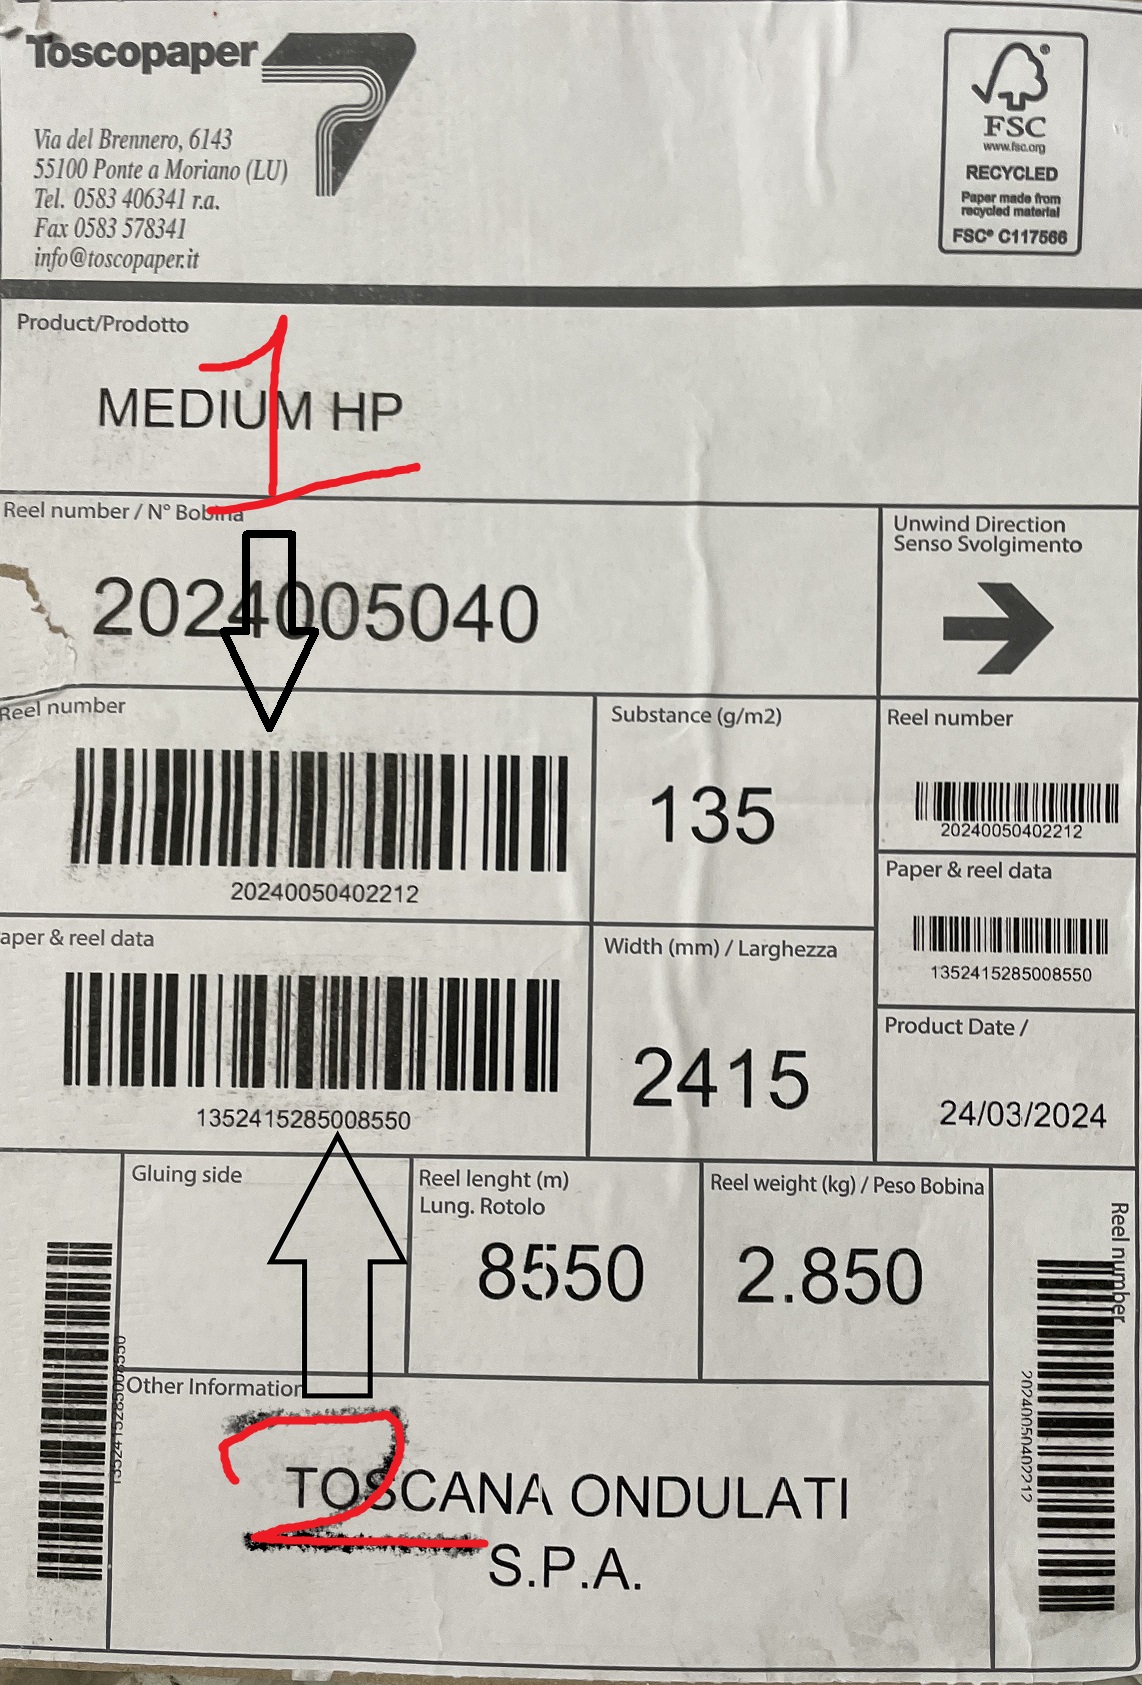 Toscopaper
Via del Brennero, 6143
55100 Ponte a Moriano (LU)
Tel. 0583 406341 r.a.
Fax 0583 578341
info@toscopaper.it
FSC
www.fsc.org
RECYCLED
Paper made from
recycled material
FSC® C117566
Product/Prodotto
1
MEDIUM HP
Reel number / N° Bobina
2024005040
Unwind Direction
Senso Svolgimento
Reel number
20240050402212
Substance (g/m2)
135
Reel number
20240050402212
Paper & reel data
1352415285008550
aper & reel data
1352415285008550
Width (mm) / Larghezza
2415
Product Date /
24/03/2024
Gluing side
Reel lenght (m)
Lung. Rotolo
8550
Reel weight (kg) / Peso Bobina
2.850
Reel number
20240050402212
1352415285008550
Other Information
2
TOSCANA ONDULATI
S.P.A.